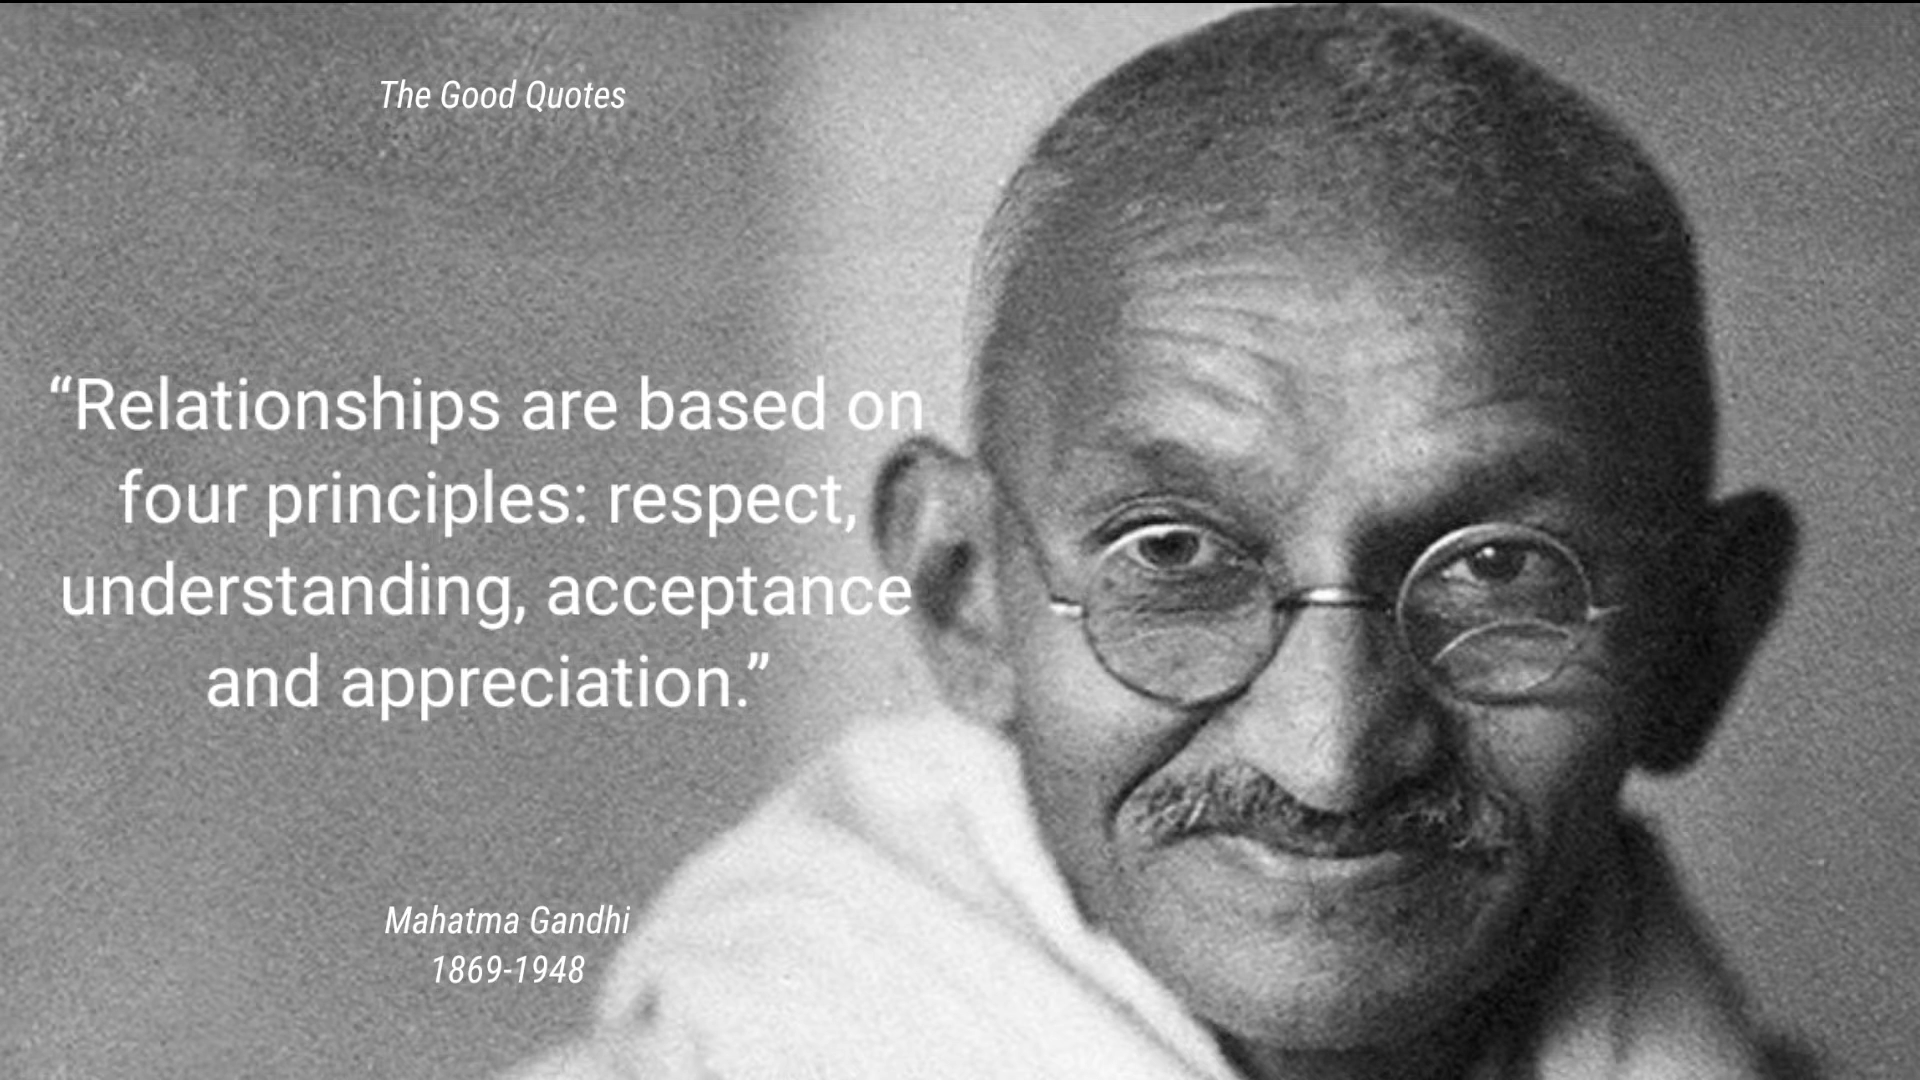 The Good Quotes
“Relationships are based on
four principles: respect,
understanding, acceptance
and appreciation.”
Mahatma Gandhi
1869-1948